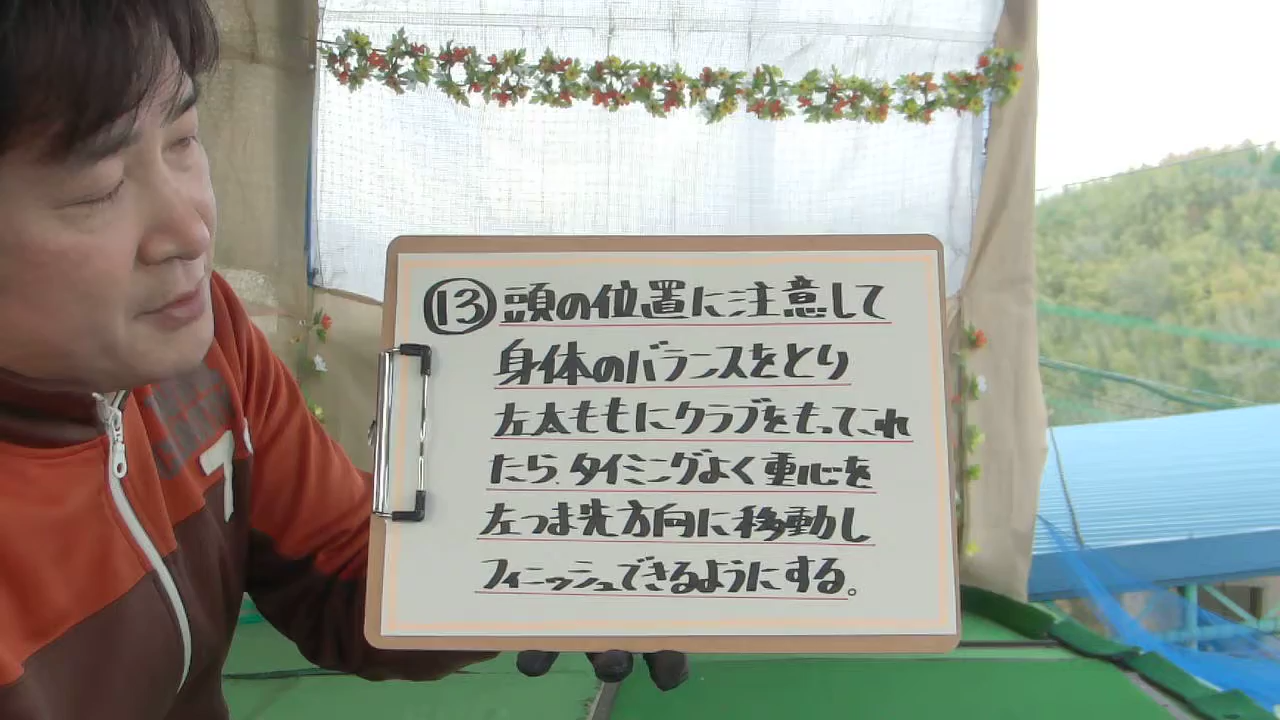 ⑬頭の位置に注意して
身体のバランスをとり
左太ももにクラブをもってこれ
たら、タイミングよく重心を
左つま先方向に移動し
フィニッシュできるようにする。